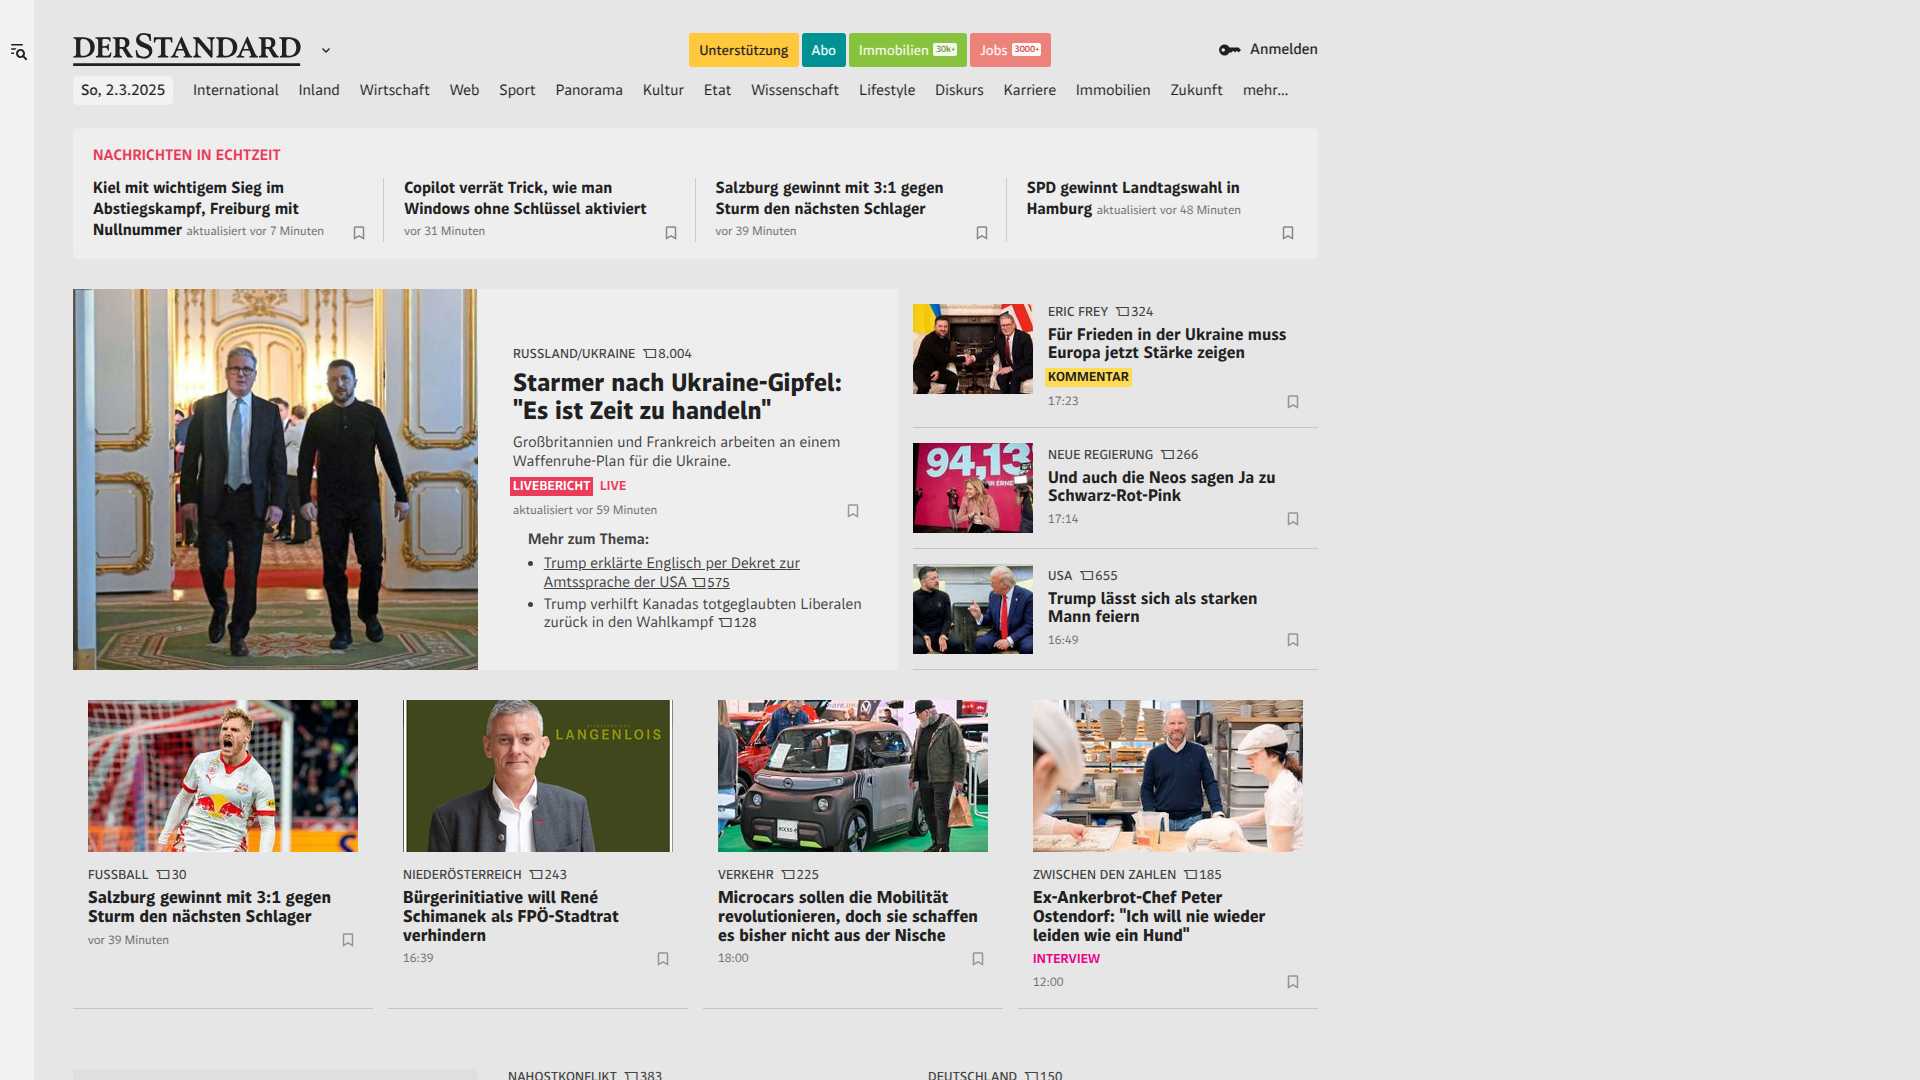 DERSTANDARD
Unterstützung
Abo
Immobilien 30k+
Jobs 3000+
Anmelden
So, 2.3.2025
International
Inland
Wirtschaft
Web
Sport
Panorama
Kultur
Etat
Wissenschaft
Lifestyle
Diskurs
Karriere
Immobilien
Zukunft
mehr...
NACHRICHTEN IN ECHTZEIT
Kiel mit wichtigem Sieg im
Abstiegskampf, Freiburg mit
Nullnummer aktualisiert vor 7 Minuten
Copilot verrät Trick, wie man
Windows ohne Schlüssel aktiviert
vor 31 Minuten
Salzburg gewinnt mit 3:1 gegen
Sturm den nächsten Schlager
vor 39 Minuten
SPD gewinnt Landtagswahl in
Hamburg aktualisiert vor 48 Minuten
RUSSLAND/UKRAINE 8.004
Starmer nach Ukraine-Gipfel:
"Es ist Zeit zu handeln"
Großbritannien und Frankreich arbeiten an einem
Waffenruhe-Plan für die Ukraine.
LIVEBERICHT LIVE
aktualisiert vor 59 Minuten
Mehr zum Thema:
• Trump erklärte Englisch per Dekret zur
Amtssprache der USA 575
• Trump verhilft Kanadas totgeglaubten Liberalen
zurück in den Wahlkampf 128
ERIC FREY 324
Für Frieden in der Ukraine muss
Europa jetzt Stärke zeigen
KOMMENTAR
17:23
94,13
NEUE REGIERUNG 266
Und auch die Neos sagen Ja zu
Schwarz-Rot-Pink
17:14
USA 655
Trump lässt sich als starken
Mann feiern
16:49
FUSSBALL 30
Salzburg gewinnt mit 3:1 gegen
Sturm den nächsten Schlager
vor 39 Minuten
LANGENLOIS
NIEDERÖSTERREICH 243
Bürgerinitiative will René
Schimanek als FPÖ-Stadtrat
verhindern
16:39
VERKEHR 225
Microcars sollen die Mobilität
revolutionieren, doch sie schaffen
es bisher nicht aus der Nische
18:00
ZWISCHEN DEN ZAHLEN 185
Ex-Ankerbrot-Chef Peter
Ostendorf: "Ich will nie wieder
leiden wie ein Hund"
INTERVIEW
12:00
NAHOSTKONFLIKT 383
DEUTSCHLAND 150